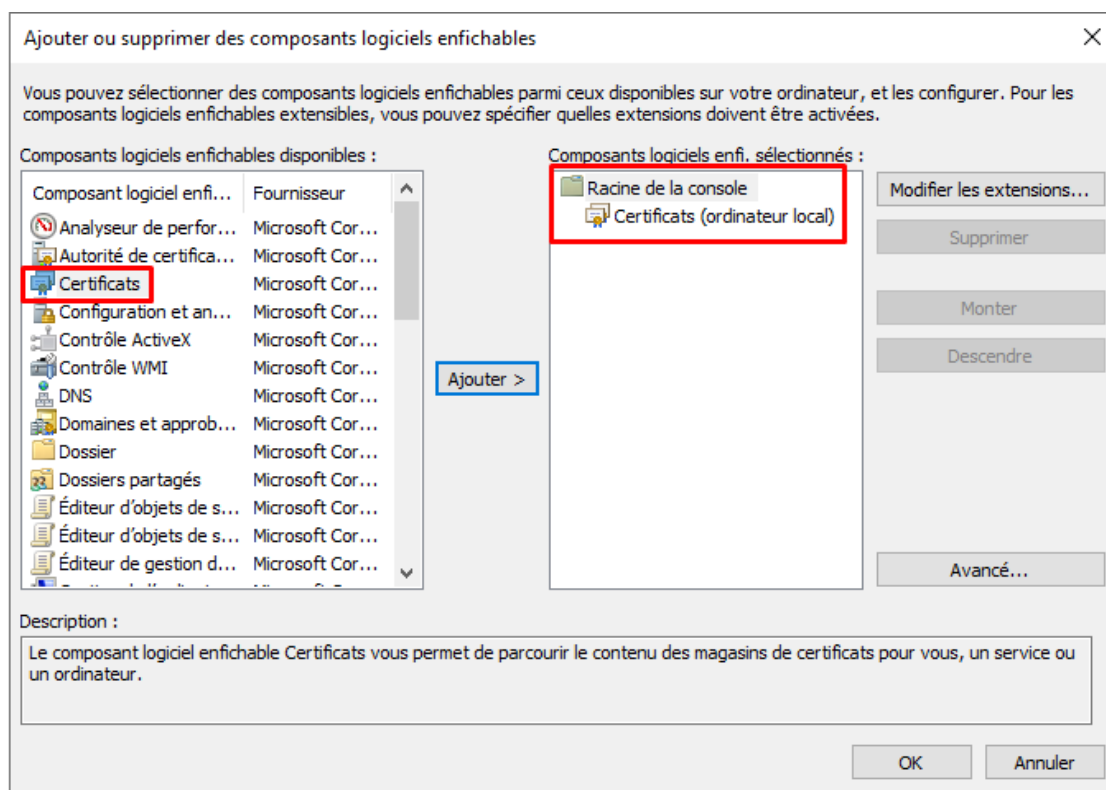 Ajouter ou supprimer des composants logiciels enfichables
Vous pouvez sélectionner des composants logiciels enfichables parmi ceux disponibles sur votre ordinateur, et les configurer. Pour les
composants logiciels enfichables extensibles, vous pouvez spécifier quelles extensions doivent être activées.
Composants logiciels enfichables disponibles :
Composant logiciel enfi... Fournisseur
Analyseur de perfor... Microsoft Cor...
Autorité de certifica... Microsoft Cor...
Certificats Microsoft Cor...
Configuration et an... Microsoft Cor...
Contrôle ActiveX Microsoft Cor...
Contrôle WMI Microsoft Cor...
DNS Microsoft Cor...
Domaines et approb... Microsoft Cor...
Dossier Microsoft Cor...
Dossiers partagés Microsoft Cor...
Éditeur d'objets de s... Microsoft Cor...
Éditeur d'objets de s... Microsoft Cor...
Éditeur de gestion d... Microsoft Cor...
Ajouter >
Composants logiciels enfi. sélectionnés :
Racine de la console
Certificats (ordinateur local)
Modifier les extensions...
Supprimer
Monter
Descendre
Avancé...
Description :
Le composant logiciel enfichable Certificats vous permet de parcourir le contenu des magasins de certificats pour vous, un service ou
un ordinateur.
OK
Annuler